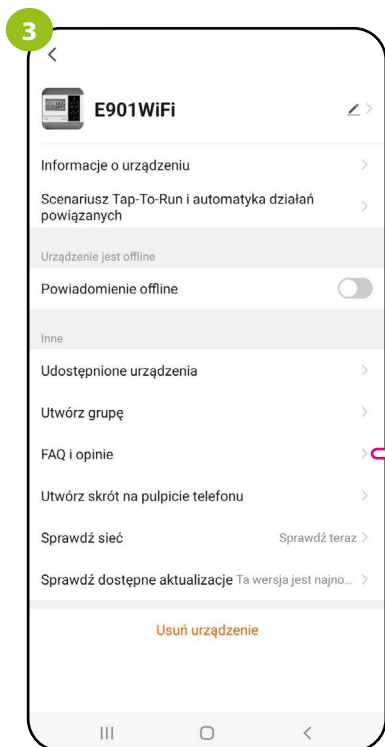 3
E901WiFi
Informacje o urządzeniu
Scenariusz Tap-To-Run i automatyka działań
powiązanych
Urządzenie jest offline
Powiadomienie offline
Inne
Udostępnione urządzenia
Utwórz grupę
FAQ i opinie
Utwórz skrót na pulpicie telefonu
Sprawdź sieć Sprawdź teraz
Sprawdź dostępne aktualizacje Ta wersja jest najno...
Usuń urządzenie